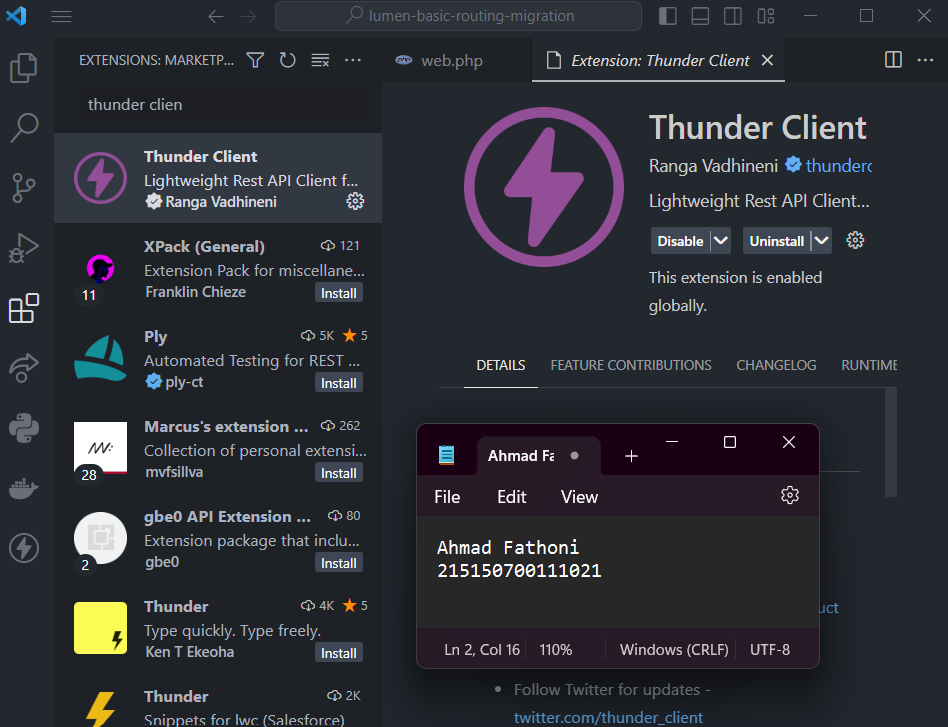 lumen-basic-routing-migration
EXTENSIONS: MARKETP...
thunder clien
Thunder Client
Lightweight Rest API Client f...
Ranga Vadhineni
XPack (General)
121
Extension Pack for miscellane...
11
Franklin Chieze
Install
Ply
5K
5
Automated Testing for REST ...
ply-ct
Install
Marcus's extension ...
262
Collection of personal extensi...
28
mvfsillva
Install
gbe0 API Extension ...
80
Extension package that inclu...
2
gbe0
Install
Thunder
4K
5
Type quickly. Type freely.
Ken T Ekeoha
Install
Thunder
2K
Snippets for lwc (Salesforce)
web.php
Extension: Thunder Client
Thunder Client
Ranga Vadhineni
Lightweight Rest API Client...
Disable
Uninstall
This extension is enabled
globally.
DETAILS FEATURE CONTRIBUTIONS CHANGELOG RUNTIME
Ahmad Fa
File Edit View
Ahmad Fathoni
215150700111021
Ln 2, Col 16 110% Windows (CRLF) UTF-8
Follow Twitter for updates -
twitter.com/thunder_client